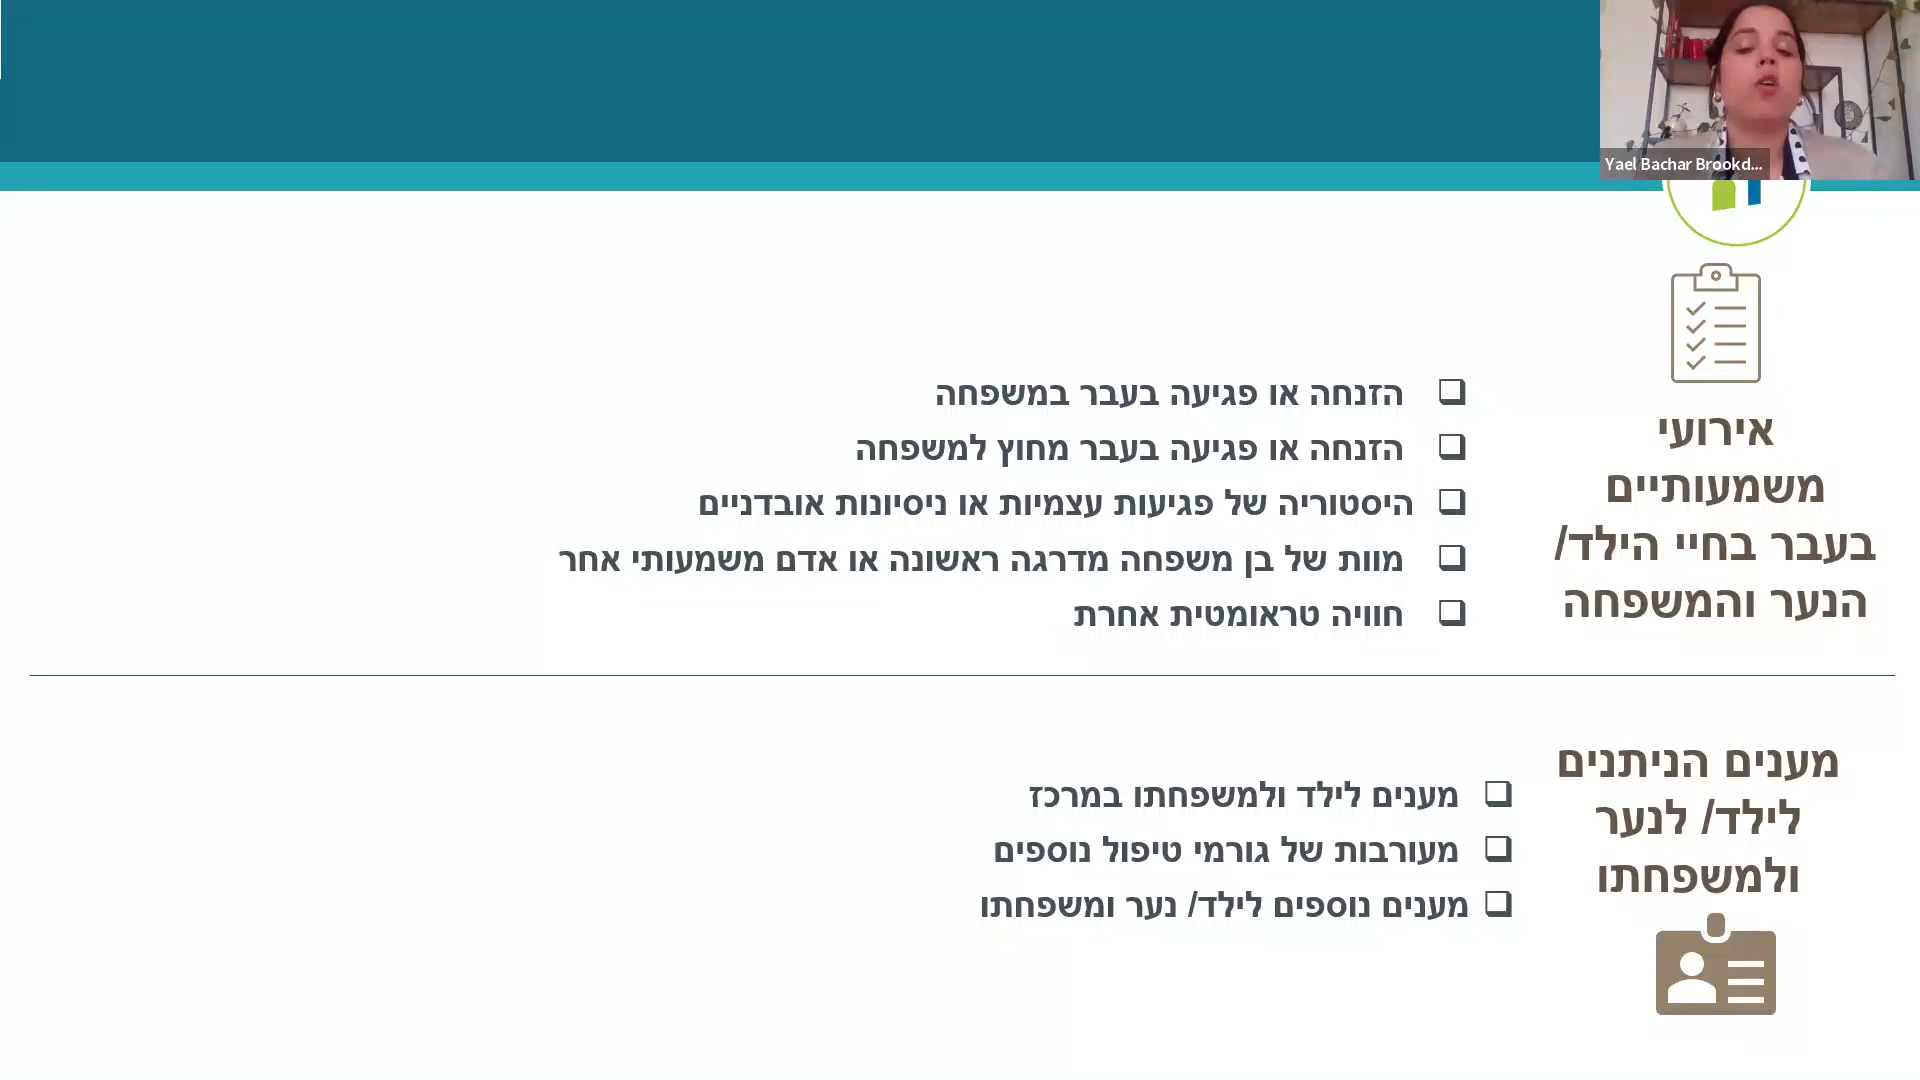 Yael Bachar Brookd...
אירועי
משמעותיים
בעבר בחיי הילד/
הנער והמשפחה
הזנחה או פגיעה בעבר במשפחה
הזנחה או פגיעה בעבר מחוץ למשפחה
היסטוריה של פגיעות עצמיות או ניסיונות אובדניים
מוות של בן משפחה מדרגה ראשונה או אדם משמעותי אחר
חוויה טראומטית אחרת
מענים הניתנים
לילד/ לנער
ולמשפחתו
מענים לילד ולמשפחתו במרכז
מעורבות של גורמי טיפול נוספים
מענים נוספים לילד/ נער ומשפחתו